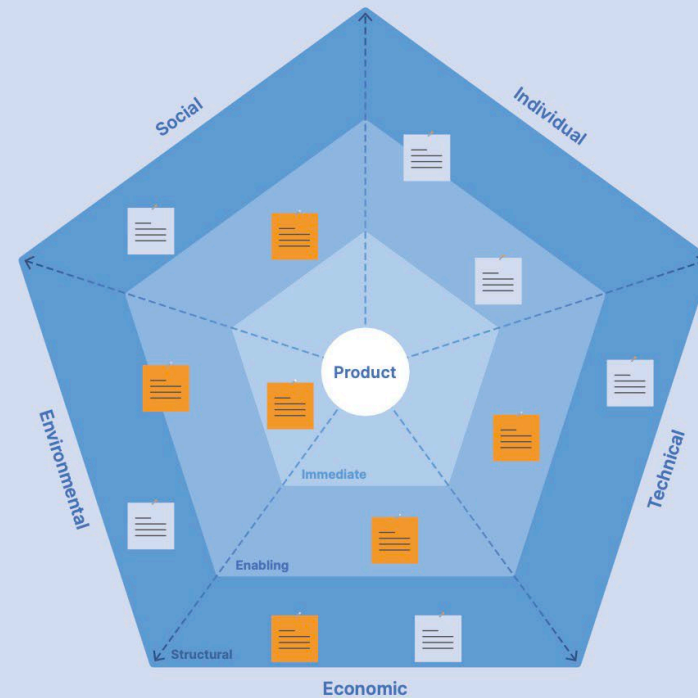 Social
Individual
Product
Environmental
Technical
Immediate
Enabling
Structural
Economic